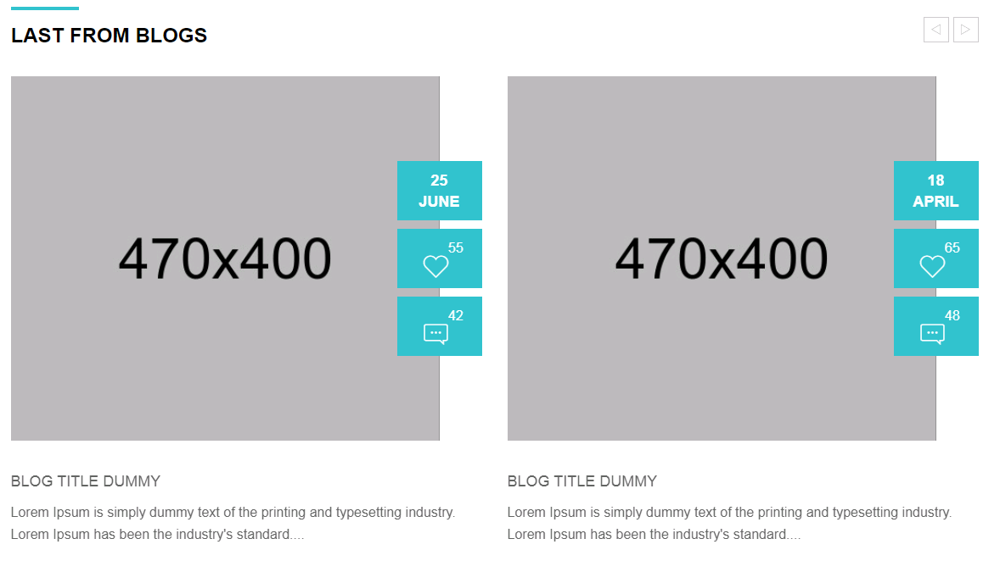 LAST FROM BLOGS
470x400
25
JUNE
55
42
BLOG TITLE DUMMY
Lorem Ipsum is simply dummy text of the printing and typesetting industry.
Lorem Ipsum has been the industry's standard....
470x400
18
APRIL
65
48
BLOG TITLE DUMMY
Lorem Ipsum is simply dummy text of the printing and typesetting industry.
Lorem Ipsum has been the industry's standard....